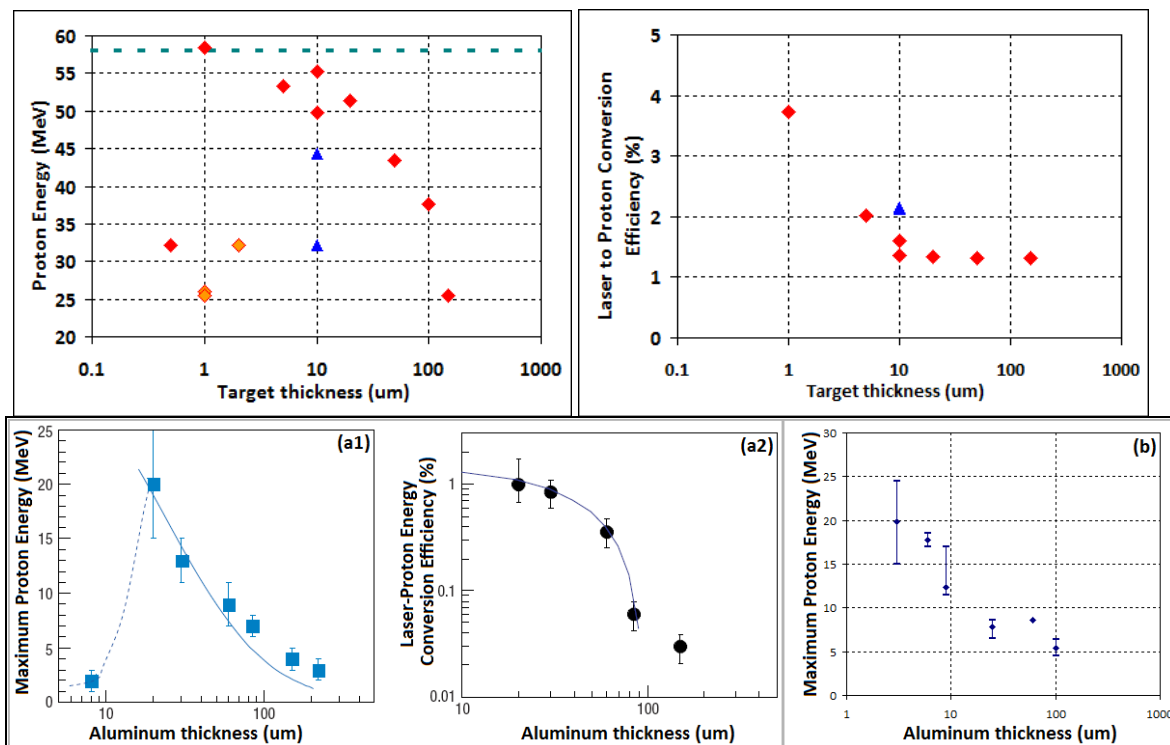 Proton Energy (MeV)
60
55
50
45
40
35
30
25
20
0.1 1 10 100 1000
Target thickness (um)
Laser to Proton Conversion
Efficiency (%)
5
4
3
2
1
0
0.1 1 10 100 1000
Target thickness (um)
(a1)
Maximum Proton Energy (MeV)
25
20
15
10
5
0
10 100
Aluminum thickness (um)
(a2)
Laser-Proton Energy
Conversion Efficiency (%)
1
0.1
0.01
10 100
Aluminum thickness (um)
(b)
Maximum Proton Energy (MeV)
30
25
20
15
10
5
0
1 10 100 1000
Aluminum thickness (um)